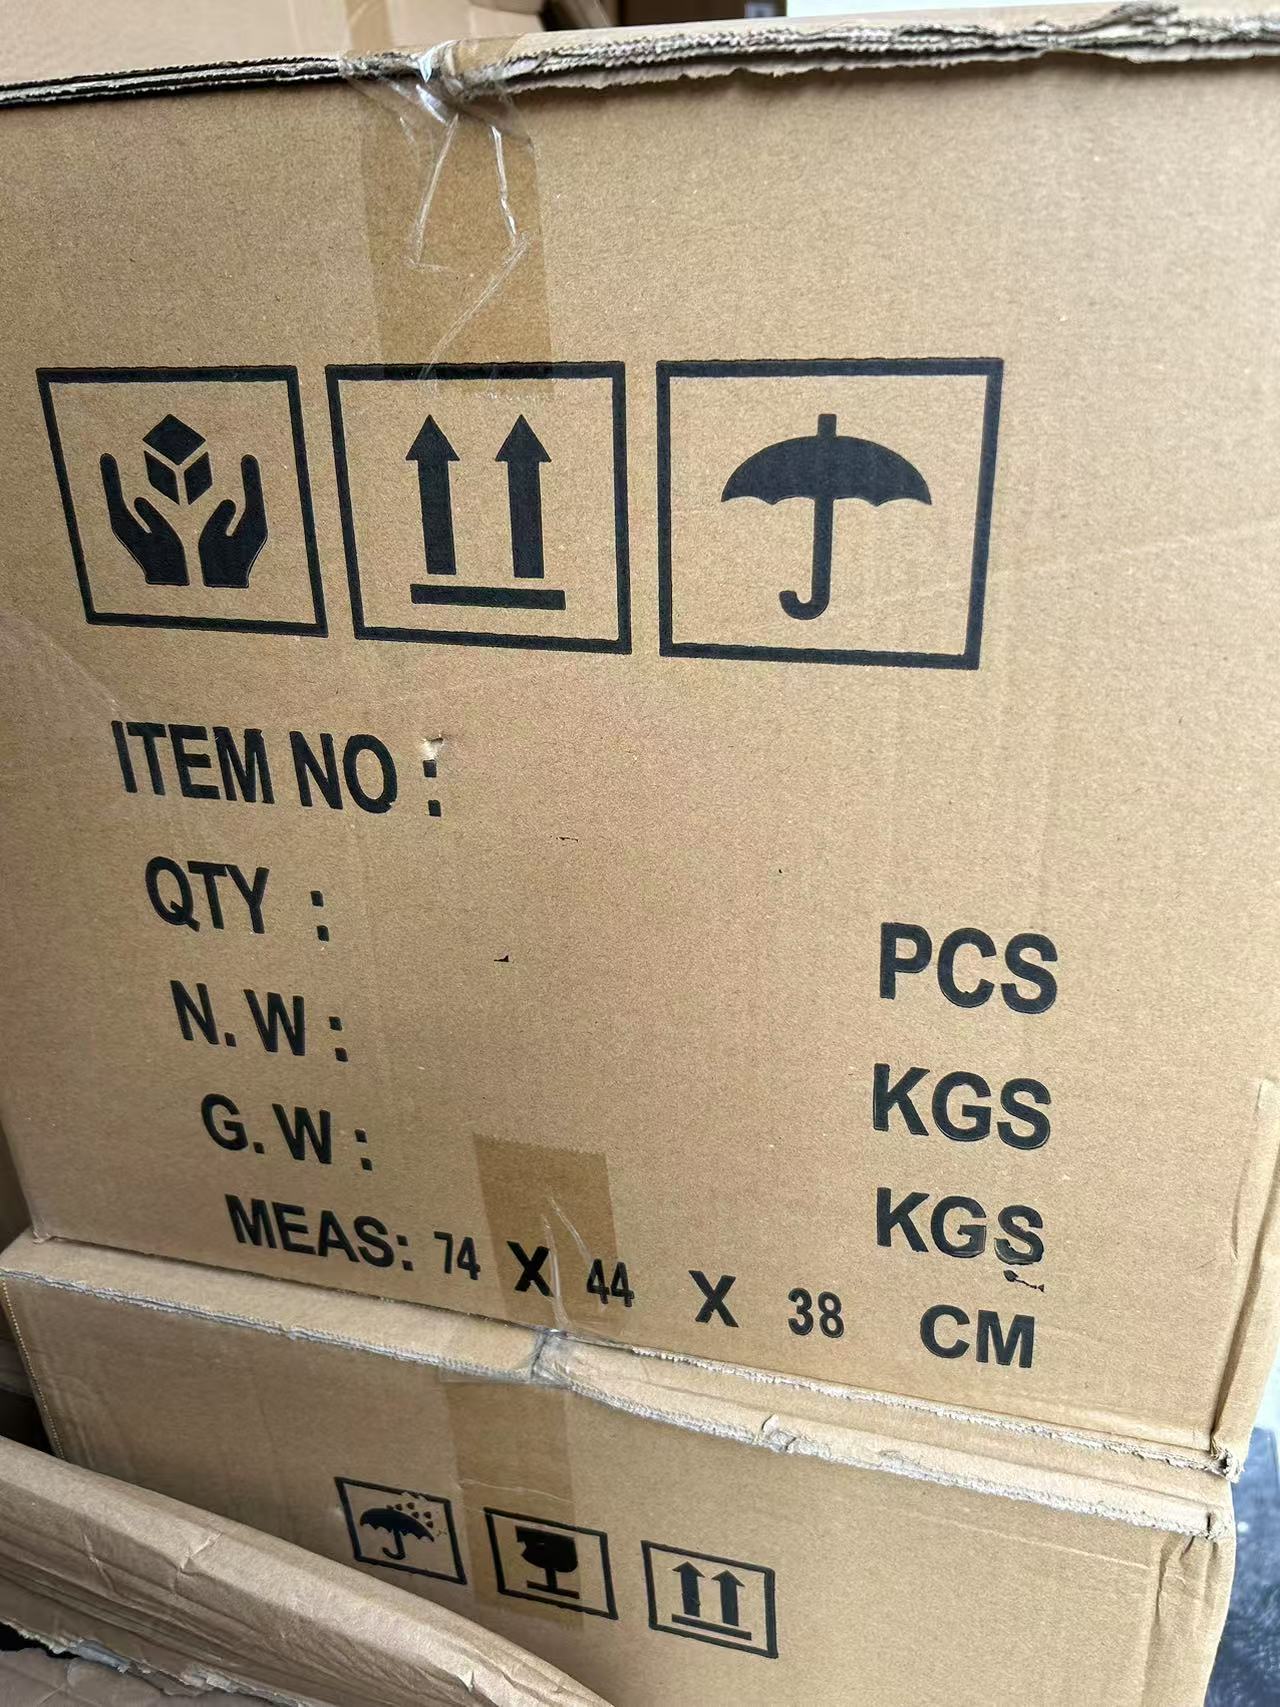 ITEM NO :
QTY : PCS
N. W : KGS
G. W : KGS
MEAS: 74 X 44 X 38 CM